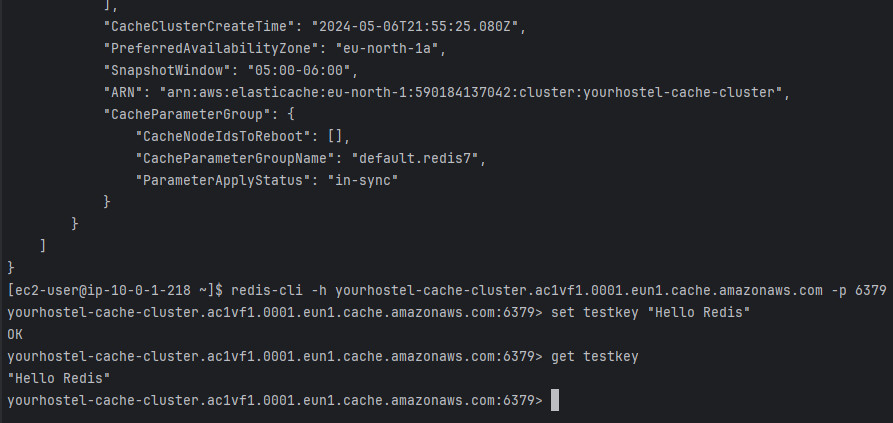 ],
"CacheClusterCreateTime": "2024-05-06T21:55:25.080Z",
"PreferredAvailabilityZone": "eu-north-1a",
"SnapshotWindow": "05:00-06:00",
"ARN": "arn:aws:elasticache:eu-north-1:590184137042:cluster:yourhostel-cache-cluster",
"CacheParameterGroup": {
"CacheNodeIdsToReboot": [],
"CacheParameterGroupName": "default.redis7",
"ParameterApplyStatus": "in-sync"
}
}
]
}
[ec2-user@ip-10-0-1-218 ~]$ redis-cli -h yourhostel-cache-cluster.ac1vf1.0001.eun1.cache.amazonaws.com -p 6379
yourhostel-cache-cluster.ac1vf1.0001.eun1.cache.amazonaws.com:6379> set testkey "Hello Redis"
OK
yourhostel-cache-cluster.ac1vf1.0001.eun1.cache.amazonaws.com:6379> get testkey
"Hello Redis"
yourhostel-cache-cluster.ac1vf1.0001.eun1.cache.amazonaws.com:6379>